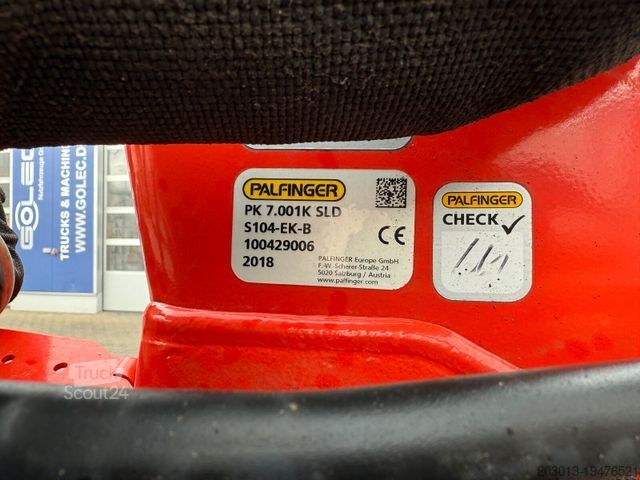 GOLEC
Nutzfahrzeuge
TRUCKS & MACHINE
WWW.GOLEC.D
PALFINGER
PK 7.001K SLD
S104-EK-B
100429006
2018
CE
PALFINGER Europe GmbH
F.-W.-Scherer-Straße 24
5020 Salzburg / Austria
www.palfinger.com
PALFINGER
CHECK ✓
Truck
Scout24
203013-19476521